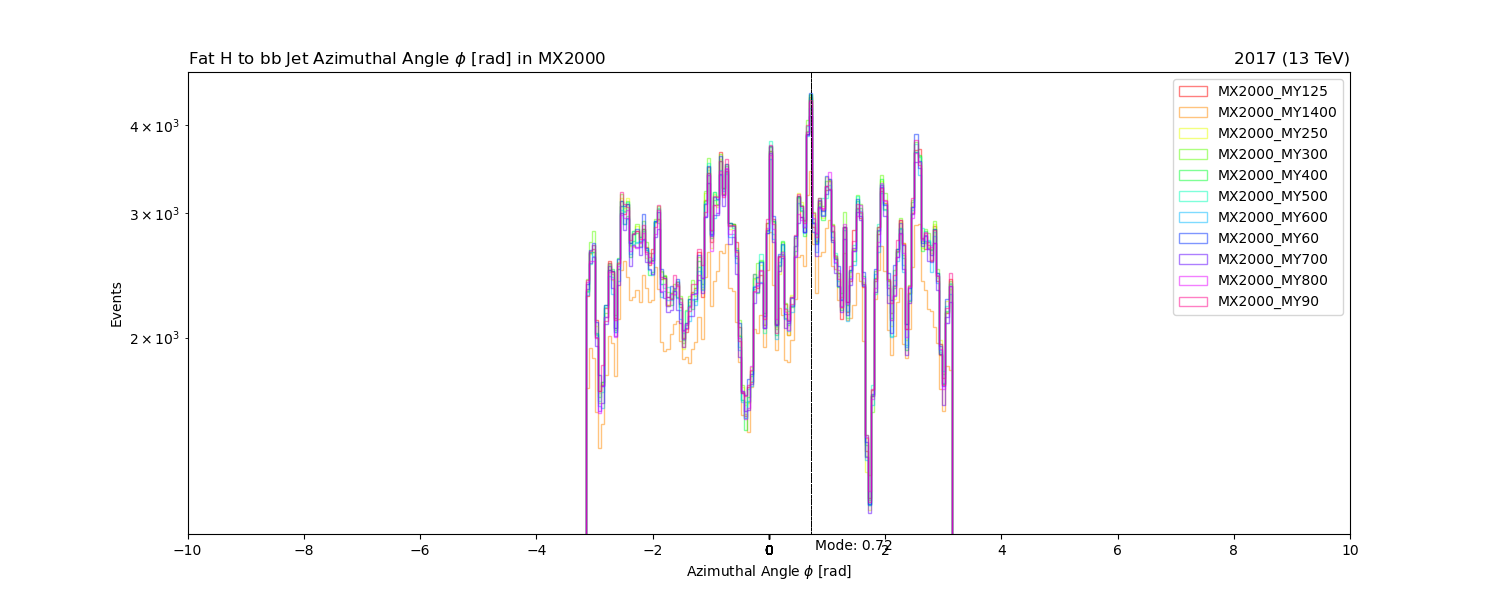 Fat H to bb Jet Azimuthal Angle ϕ [rad] in MX2000
2017 (13 TeV)
MX2000_MY125
MX2000_MY1400
MX2000_MY250
MX2000_MY300
MX2000_MY400
MX2000_MY500
MX2000_MY600
MX2000_MY60
MX2000_MY700
MX2000_MY800
MX2000_MY90
4 × 10³
3 × 10³
2 × 10³
Events
−10 −8 −6 −4 −2 0 2 4 6 8 10
Mode: 0.72
Azimuthal Angle ϕ [rad]